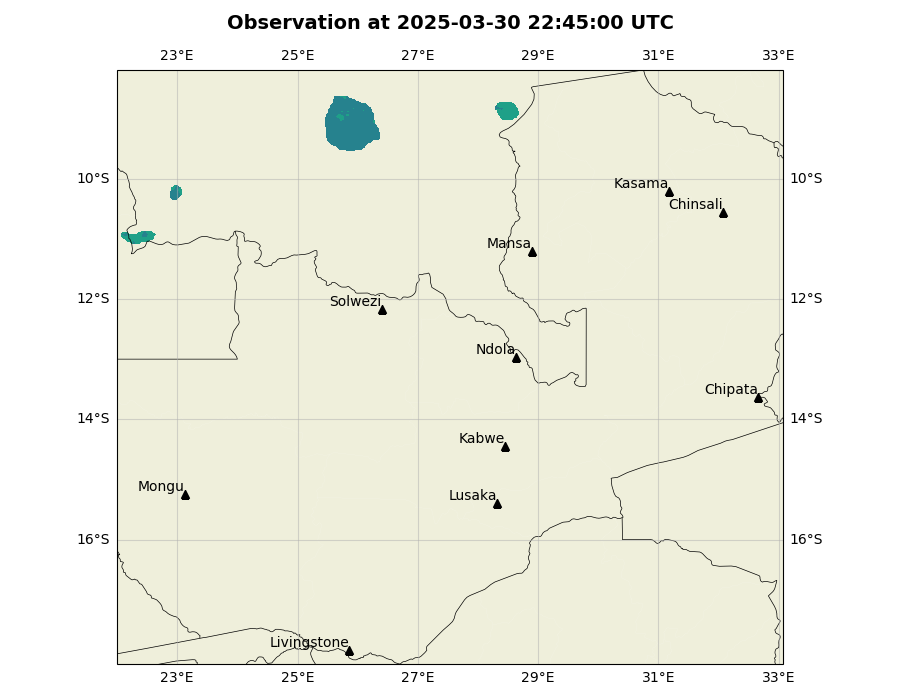 Observation at 2025-03-30 22:45:00 UTC
23°E 25°E 27°E 29°E 31°E 33°E
10°S 10°S
Kasama
Chinsali
Mansa
12°S 12°S
Solwezi
Ndola
Chipata
14°S 14°S
Kabwe
Mongu
Lusaka
16°S 16°S
Livingstone
23°E 25°E 27°E 29°E 31°E 33°E